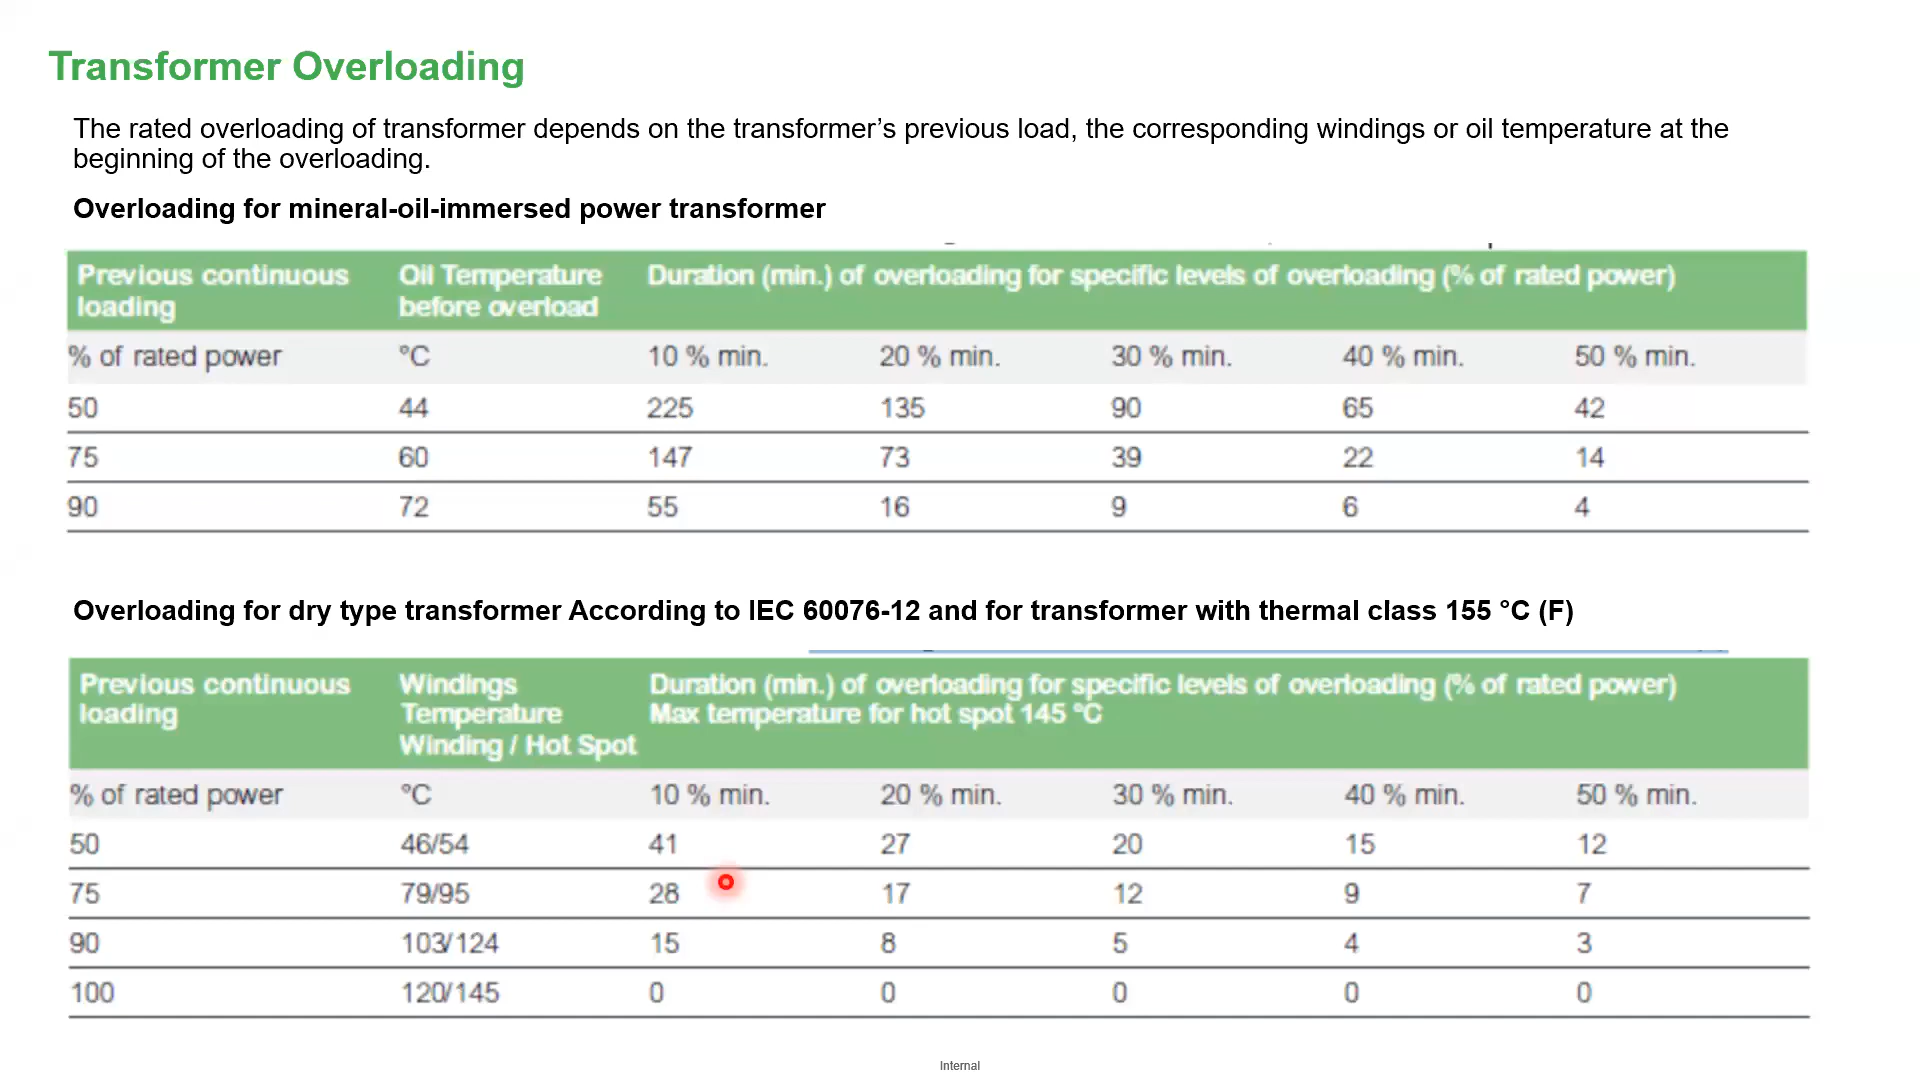 Transformer Overloading
The rated overloading of transformer depends on the transformer’s previous load, the corresponding windings or oil temperature at the
beginning of the overloading.
Overloading for mineral-oil-immersed power transformer
Previous continuous loading Oil Temperature before overload Duration (min.) of overloading for specific levels of overloading (% of rated power)
% of rated power °C 10 % min. 20 % min. 30 % min. 40 % min. 50 % min.
50 44 225 135 90 65 42
75 60 147 73 39 22 14
90 72 55 16 9 6 4
Overloading for dry type transformer According to IEC 60076-12 and for transformer with thermal class 155 °C (F)
Previous continuous loading Windings Temperature Winding / Hot Spot Duration (min.) of overloading for specific levels of overloading (% of rated power) Max temperature for hot spot 145 °C
% of rated power °C 10 % min. 20 % min. 30 % min. 40 % min. 50 % min.
50 46/54 41 27 20 15 12
75 79/95 28 17 12 9 7
90 103/124 15 8 5 4 3
100 120/145 0 0 0 0 0
Internal